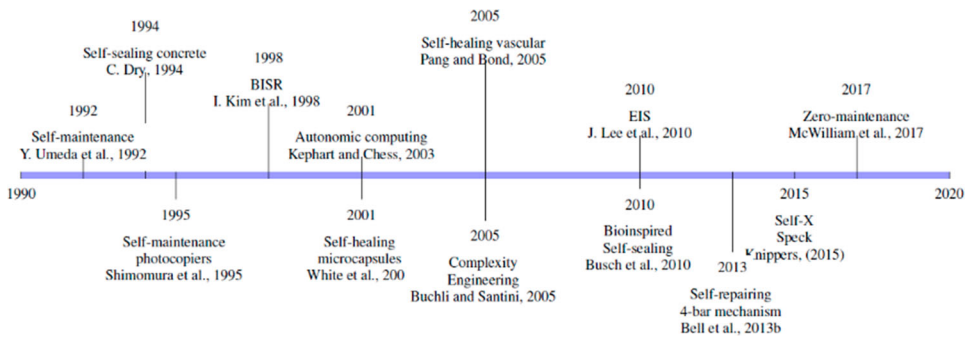 1992
Self-maintenance
Y. Umeda et al., 1992
1994
Self-sealing concrete
C. Dry, 1994
1998
BISR
I. Kim et al., 1998
2001
Autonomic computing
Kephart and Chess, 2003
2005
Self-healing vascular
Pang and Bond, 2005
2010
EIS
J. Lee et al., 2010
2017
Zero-maintenance
McWilliam et al., 2017
1990
2020
1995
Self-maintenance
photocopiers
Shimomura et al., 1995
2001
Self-healing
microcapsules
White et al., 200
2005
Complexity
Engineering
Buchli and Santini, 2005
2010
Bioinspired
Self-sealing
Busch et al., 2010
2013
Self-repairing
4-bar mechanism
Bell et al., 2013b
2015
Self-X
Speck
Knippers, (2015)